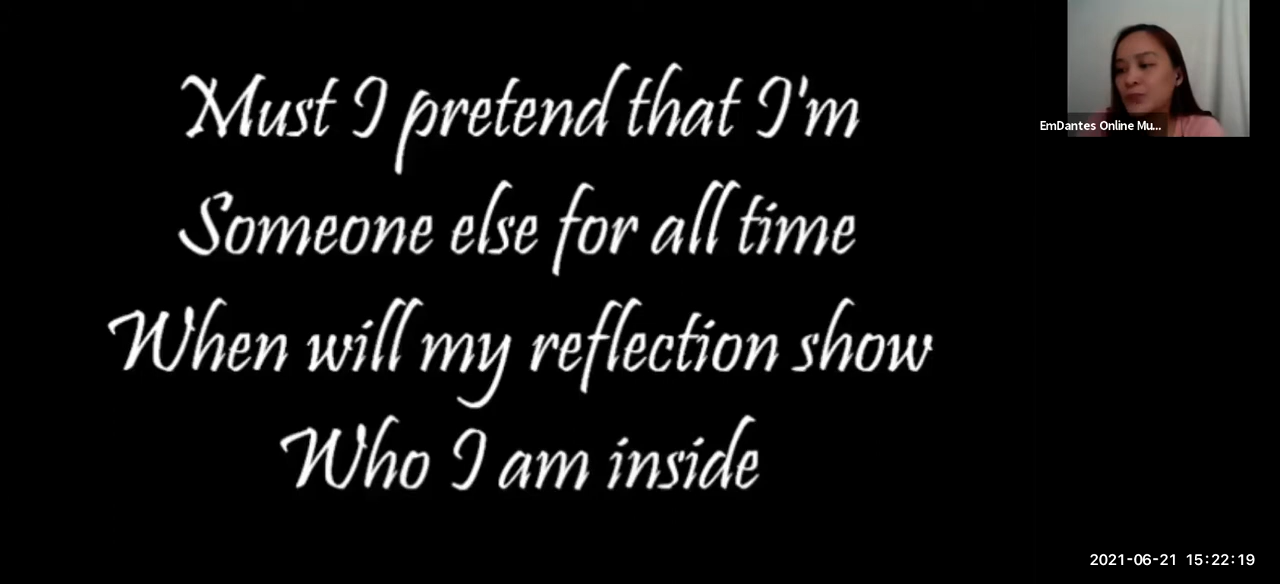 Must I pretend that I'm
Someone else for all time
When will my reflection show
Who I am inside
EmDantes Online Mu...
2021-06-21 15:22:19